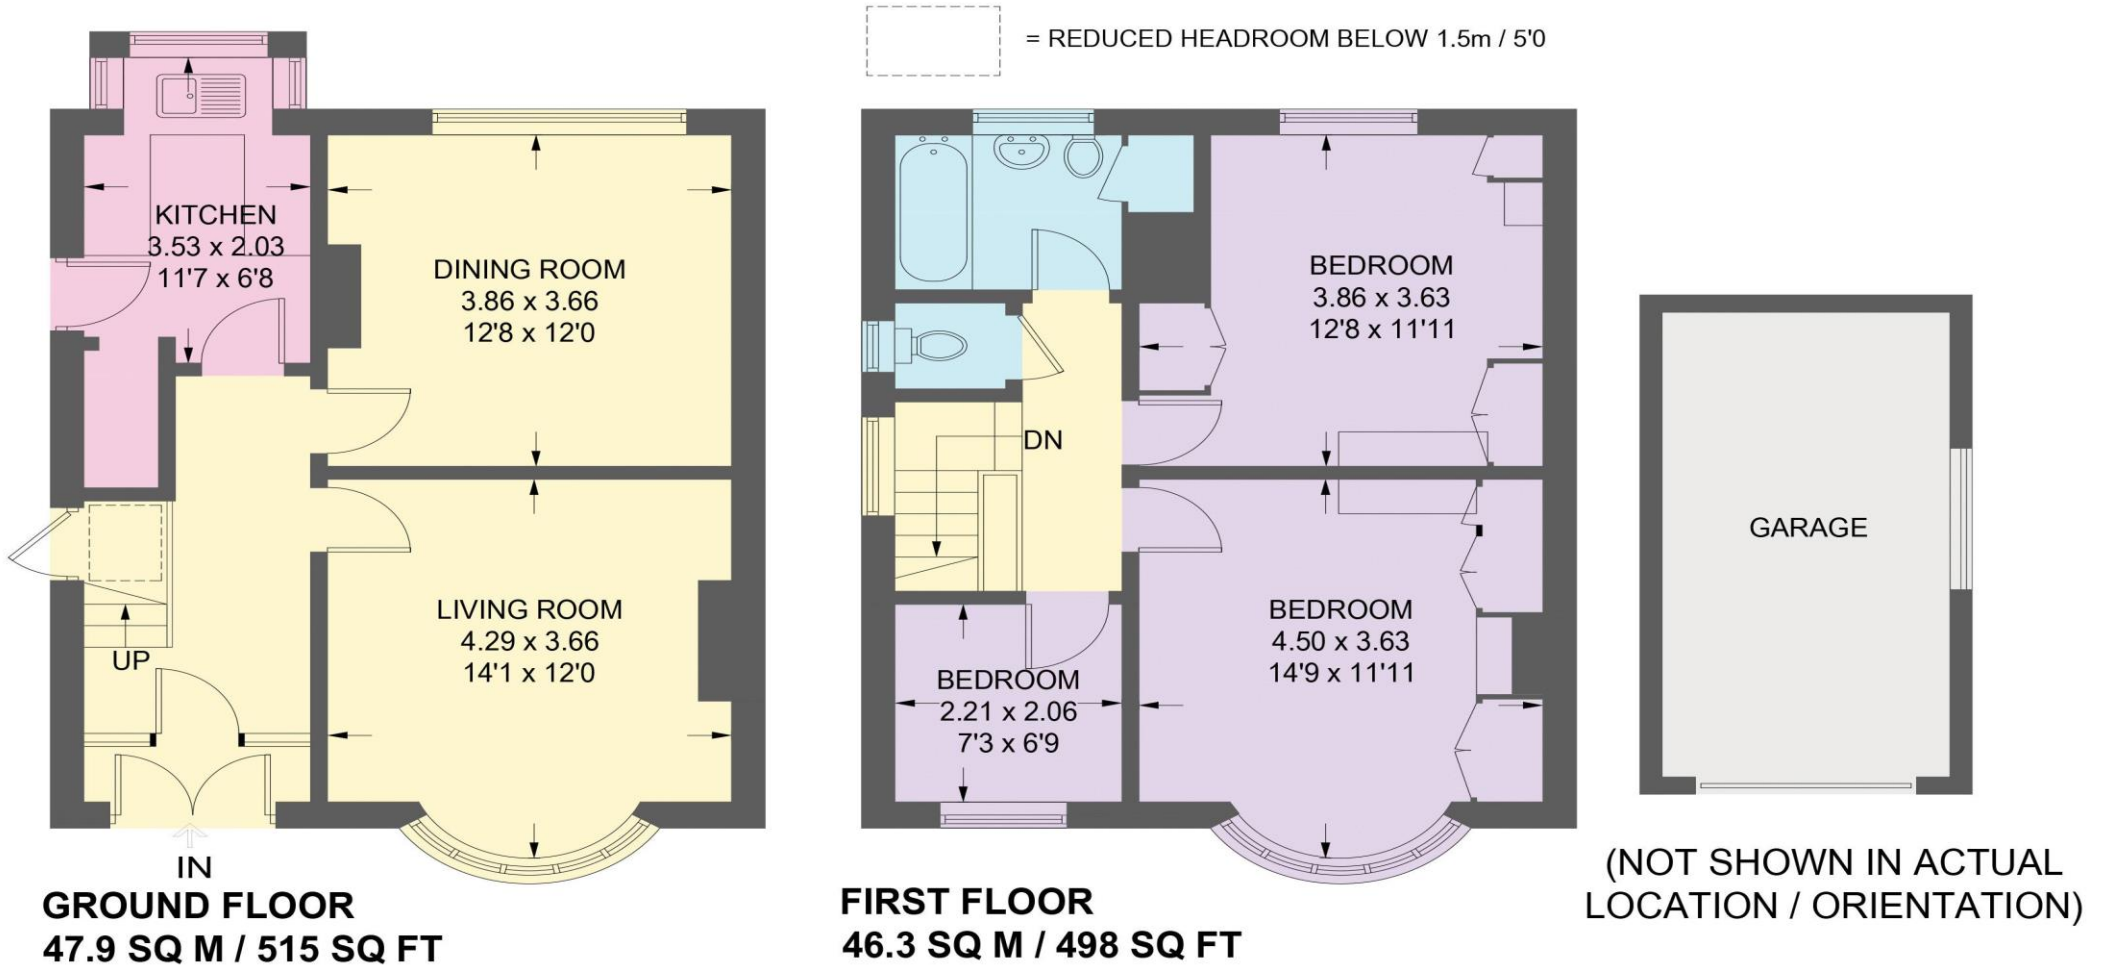 = REDUCED HEADROOM BELOW 1.5m / 5'0
KITCHEN
3.53 x 2.03
11'7 x 6'8
DINING ROOM
3.86 x 3.66
12'8 x 12'0
LIVING ROOM
4.29 x 3.66
14'1 x 12'0
UP
IN
GROUND FLOOR
47.9 SQ M / 515 SQ FT
BEDROOM
3.86 x 3.63
12'8 x 11'11
DN
BEDROOM
4.50 x 3.63
14'9 x 11'11
BEDROOM
2.21 x 2.06
7'3 x 6'9
FIRST FLOOR
46.3 SQ M / 498 SQ FT
GARAGE
(NOT SHOWN IN ACTUAL
LOCATION / ORIENTATION)